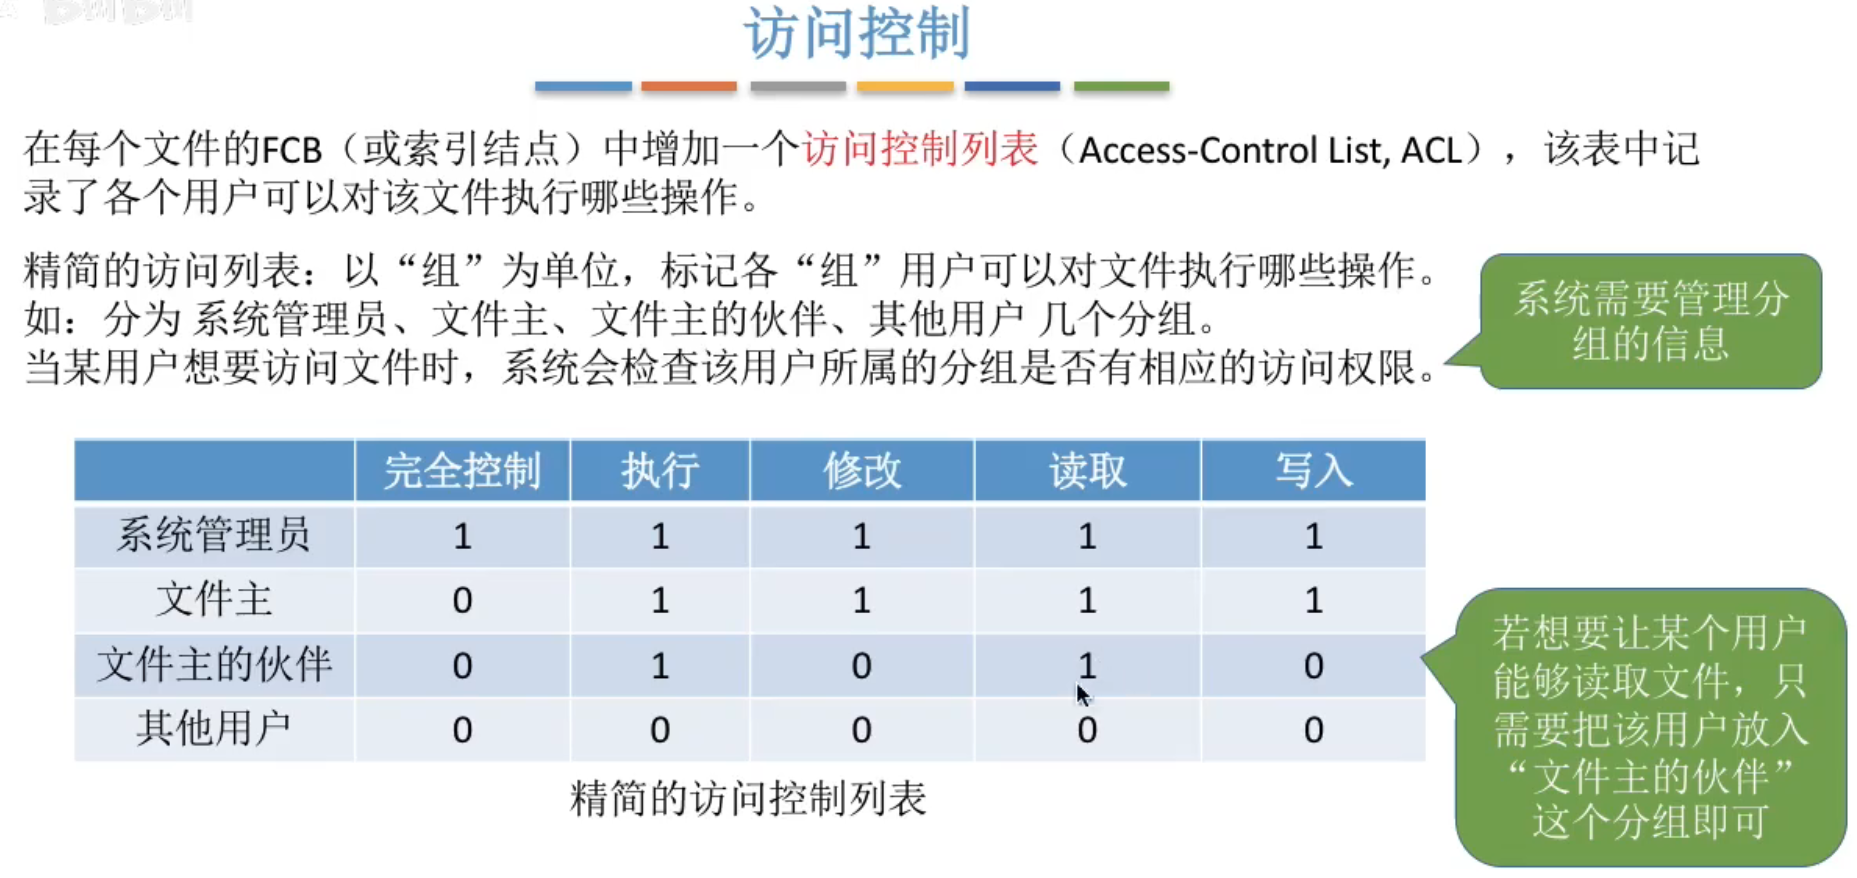 访问控制
在每个文件的FCB（或索引结点）中增加一个访问控制列表（Access-Control List, ACL），该表中记
录了各个用户可以对该文件执行哪些操作。
精简的访问列表：以“组”为单位，标记各“组”用户可以对文件执行哪些操作。
如：分为 系统管理员、文件主、文件主的伙伴、其他用户 几个分组。
当某用户想要访问文件时，系统会检查该用户所属的分组是否有相应的访问权限。
系统需要管理分
组的信息
完全控制 执行 修改 读取 写入
系统管理员 1 1 1 1 1
文件主 0 1 1 1 1
文件主的伙伴 0 1 0 1 0
其他用户 0 0 0 0 0
精简的访问控制列表
若想要让某个用户
能够读取文件，只
需要把该用户放入
“文件主的伙伴”
这个分组即可